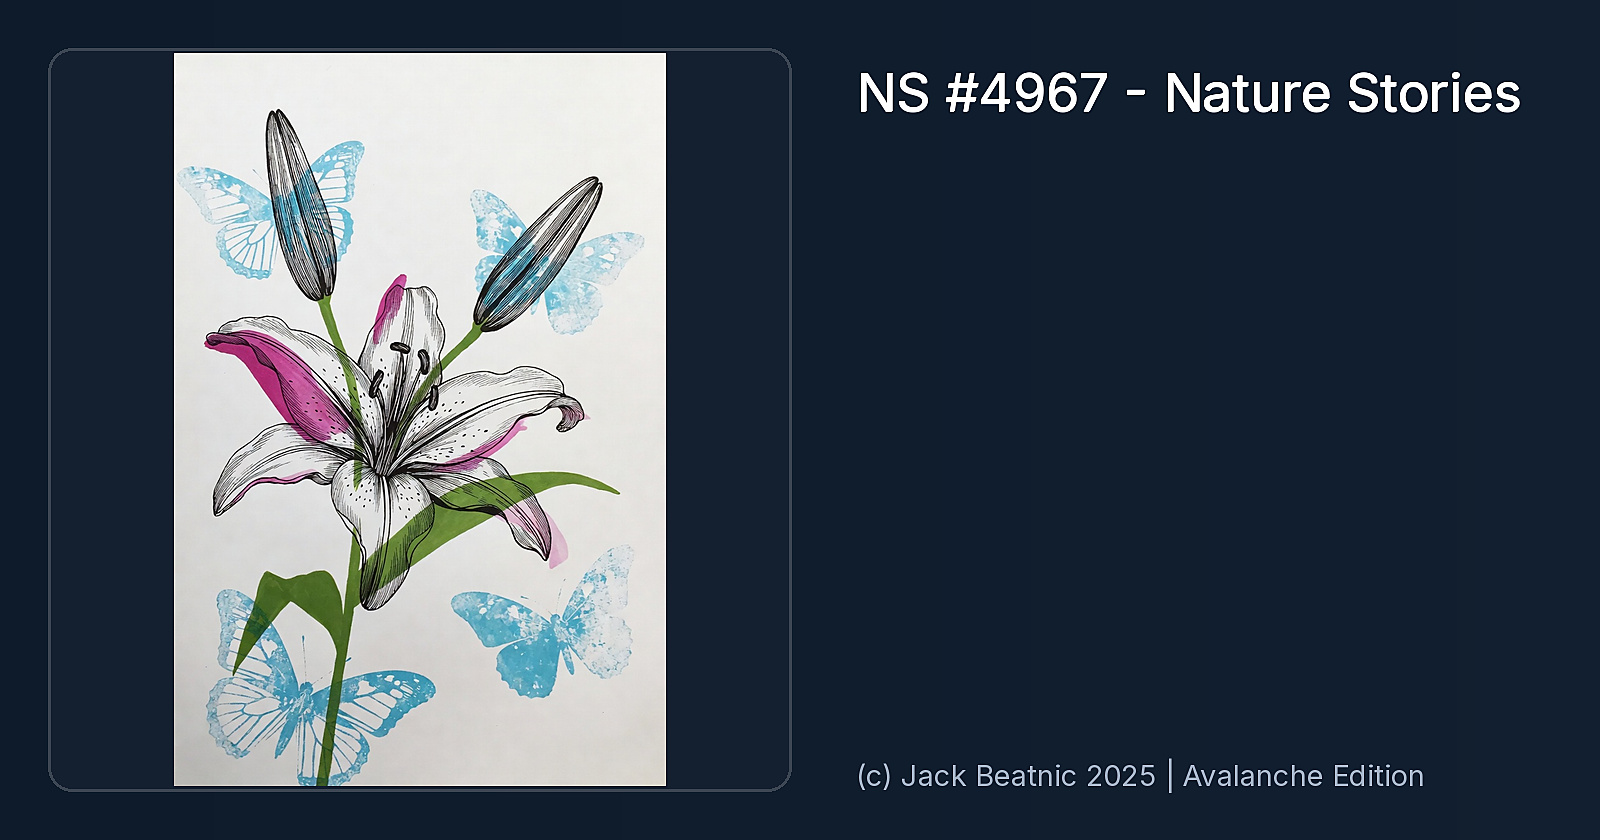 NS #4967 - Nature Stories
(c) Jack Beatnic 2025 | Avalanche Edition